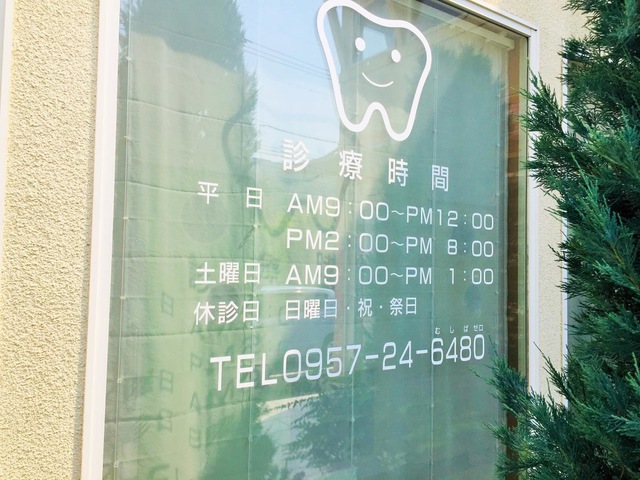 診療時間
平日 AM9:00～PM12:00
PM2:00～PM 8:00
土曜日 AM9:00～PM 1:00
休診日 日曜日・祝・祭日
むしばゼロ
TEL0957-24-6480